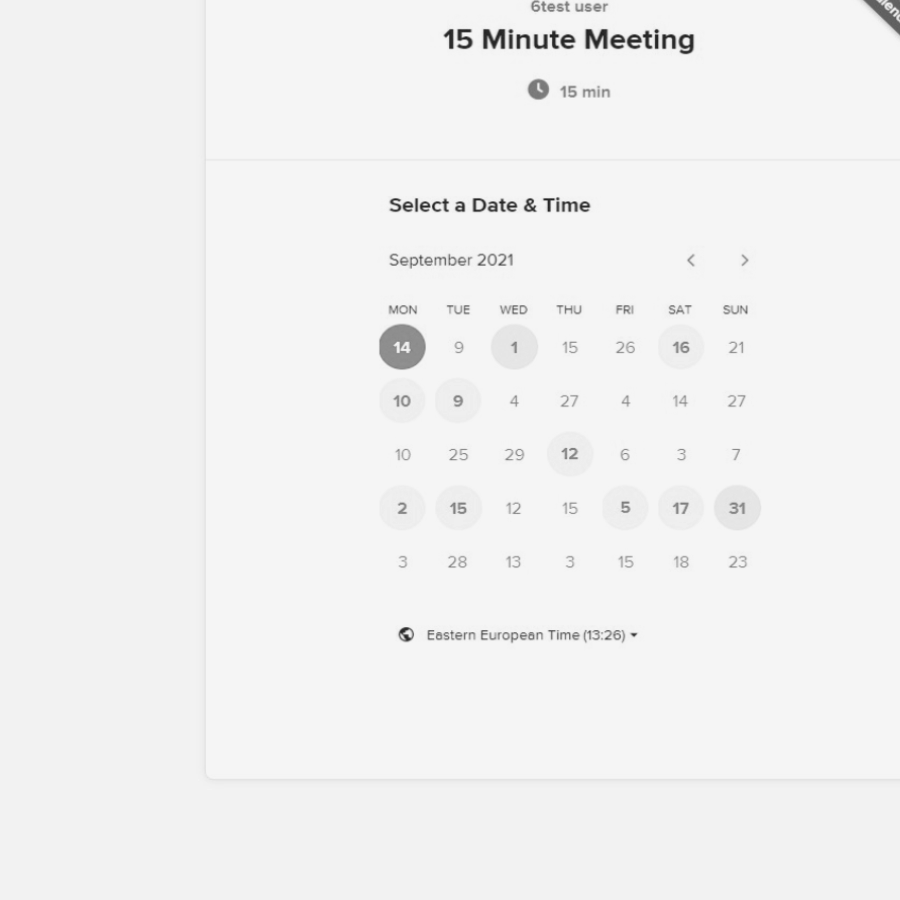 6test user
15 Minute Meeting
15 min
Select a Date & Time
September 2021
MON TUE WED THU FRI SAT SUN
14 9 1 15 26 16 21
10 9 4 27 4 14 27
10 25 29 12 6 3 7
2 15 12 15 5 17 31
3 28 13 3 15 18 23
Eastern European Time (13:26)